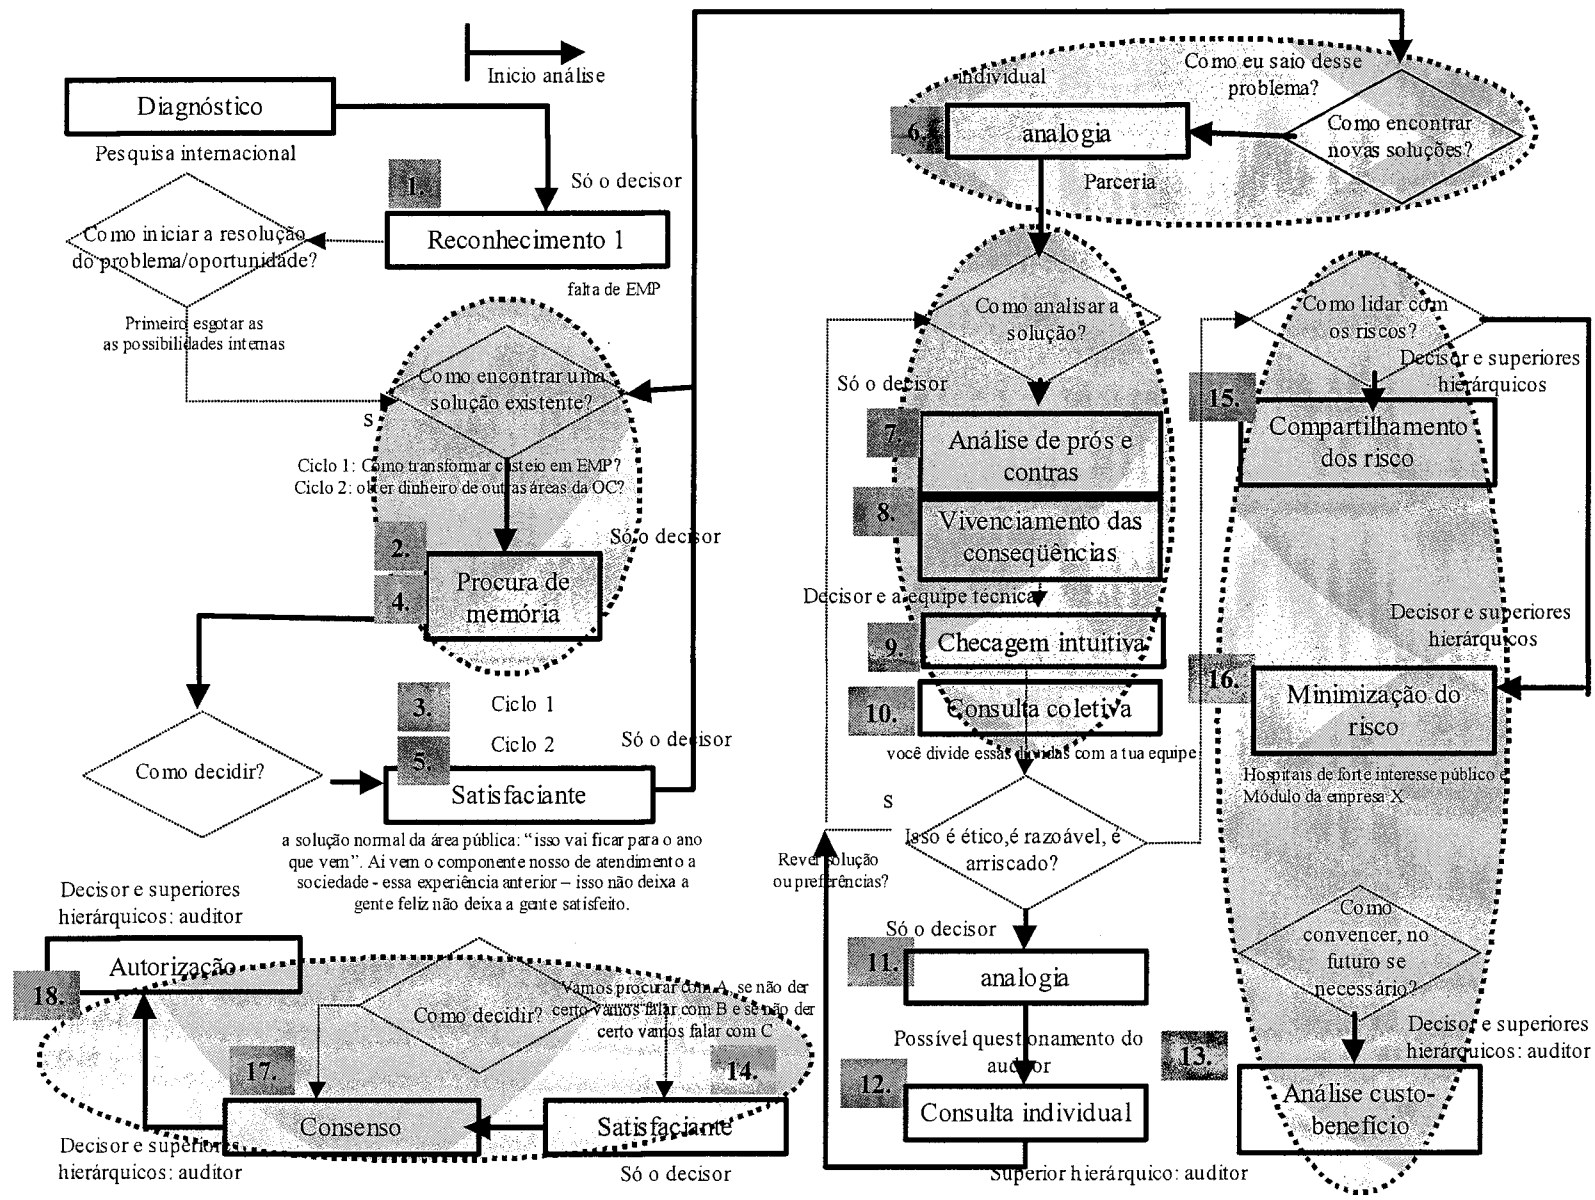 Inicio análise
Diagnóstico
Pesquisa internacional
1.
Só o decisor
Reconhecimento 1
falta de EMP
Como iniciar a resolução
do problema/oportunidade?
Primeiro esgotar as
as possibilidades internas
Como encontrar uma
solução existente?
S
Ciclo 1: Como transformar custeio em EMP?
Ciclo 2: obter dinheiro de outras áreas da OC?
2.
Só o decisor
4.
Procura de
memória
3.
Ciclo 1
Ciclo 2
5.
Só o decisor
Como decidir?
Satisfaciante
a solução normal da área pública: “isso vai ficar para o ano
que vem”. Ai vem o componente nosso de atendimento a
sociedade - essa experiência anterior – isso não deixa a
gente feliz não deixa a gente satisfeito.
Decisor e superiores
hierárquicos: auditor
Autorização
18.
Como decidir?
Vamos procurar com A, se não der
certo vamos falar com B e se não der
certo vamos falar com C
17.
14.
Consenso
Satisfaciante
Decisor e superiores
hierárquicos: auditor
Só o decisor
individual
Como eu saio desse
problema?
6.
analogia
Como encontrar
novas soluções?
Parceria
Como analisar a
solução?
Só o decisor
7.
Análise de prós e
contras
8.
Vivenciamento das
conseqüências
Decisor e a equipe técnica
9.
Checagem intuitiva
10.
Consulta coletiva
você divide essas dúvidas com a tua equipe
S
Isso é ético,é razoável, é
arriscado?
Rever solução
ou preferências?
Só o decisor
11.
analogia
Possível questionamento do
auditor
12.
Consulta individual
Superior hierárquico: auditor
Como lidar com
os riscos?
Decisor e superiores
hierárquicos
15.
Compartilhamento
dos risco
Decisor e superiores
hierárquicos
16.
Minimização do
risco
Hospitais de forte interesse público e
Módulo da empresa X
Como
convencer, no
futuro se
necessário?
Decisor e superiores
hierárquicos: auditor
13.
Análise custo-
benefício